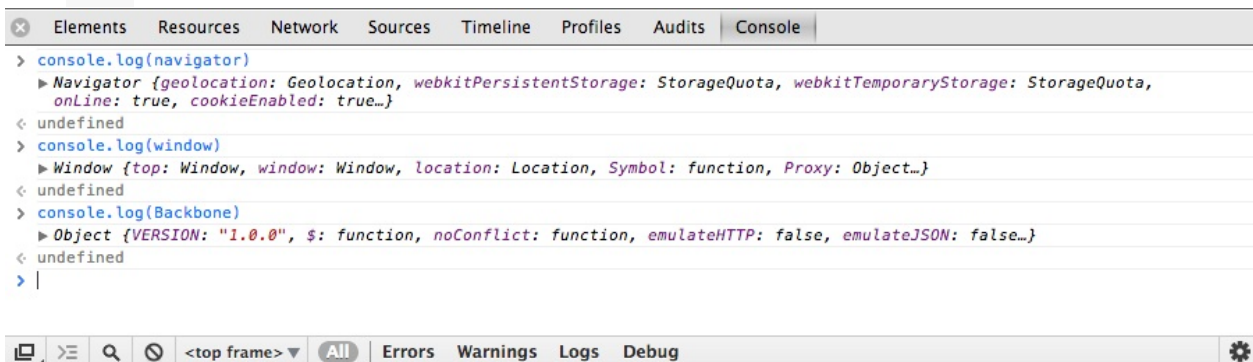 Elements Resources Network Sources Timeline Profiles Audits Console
> console.log(navigator)
▶ Navigator {geolocation: Geolocation, webkitPersistentStorage: StorageQuota, webkitTemporaryStorage: StorageQuota,
onLine: true, cookieEnabled: true…}
< undefined
> console.log(window)
▶ Window {top: Window, window: Window, location: Location, Symbol: function, Proxy: Object…}
< undefined
> console.log(Backbone)
▶ Object {VERSION: "1.0.0", $: function, noConflict: function, emulateHTTP: false, emulateJSON: false…}
< undefined
>
<top frame> ▼ All Errors Warnings Logs Debug